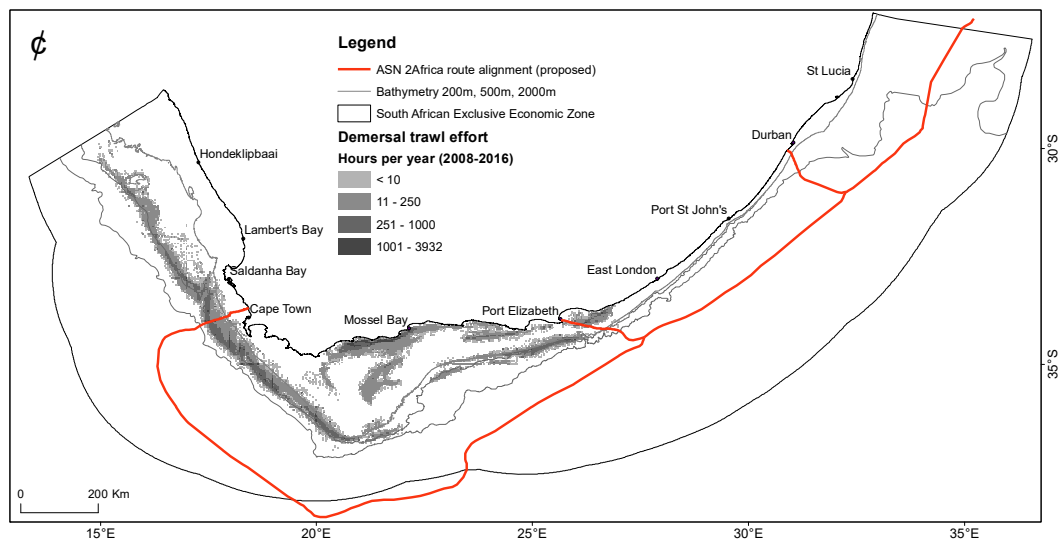 ¢
Legend
ASN 2Africa route alignment (proposed)
Bathymetry 200m, 500m, 2000m
South African Exclusive Economic Zone
Demersal trawl effort
Hours per year (2008-2016)
< 10
11 - 250
251 - 1000
1001 - 3932
St Lucia
Durban
Port St John's
East London
Port Elizabeth
Mossel Bay
Cape Town
Saldanha Bay
Lambert's Bay
Hondeklipbaai
30°S
35°S
0 200 Km
15°E 20°E 25°E 30°E 35°E